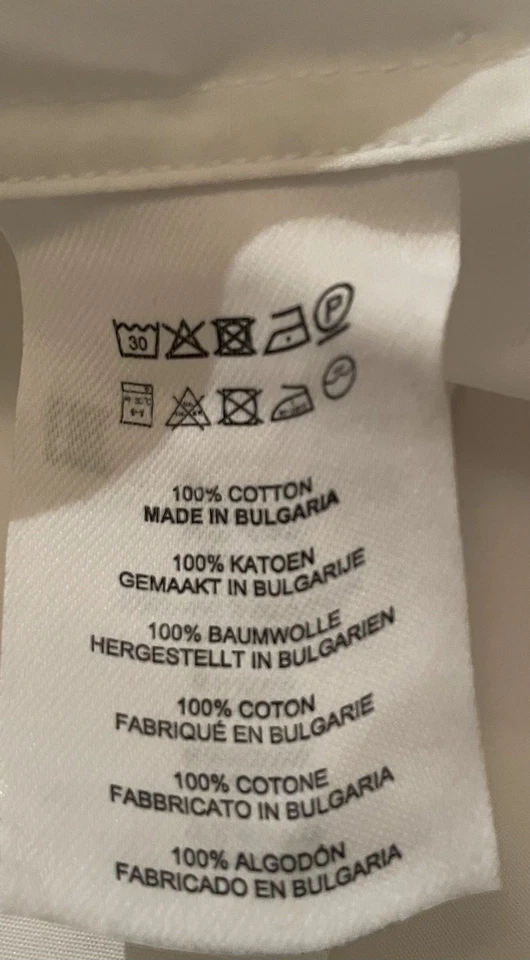 30
P
100% COTTON
MADE IN BULGARIA
100% KATOEN
GEMAAKT IN BULGARIJE
100% BAUMWOLLE
HERGESTELLT IN BULGARIEN
100% COTON
FABRIQUÉ EN BULGARIE
100% COTONE
FABBRICATO IN BULGARIA
100% ALGODÓN
FABRICADO EN BULGARIA